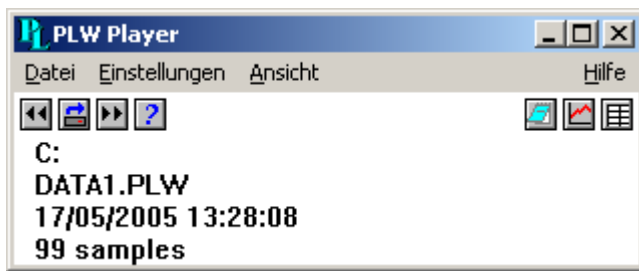 PLW Player
Datei Einstellungen Ansicht Hilfe
?
C:
DATA1.PLW
17/05/2005 13:28:08
99 samples